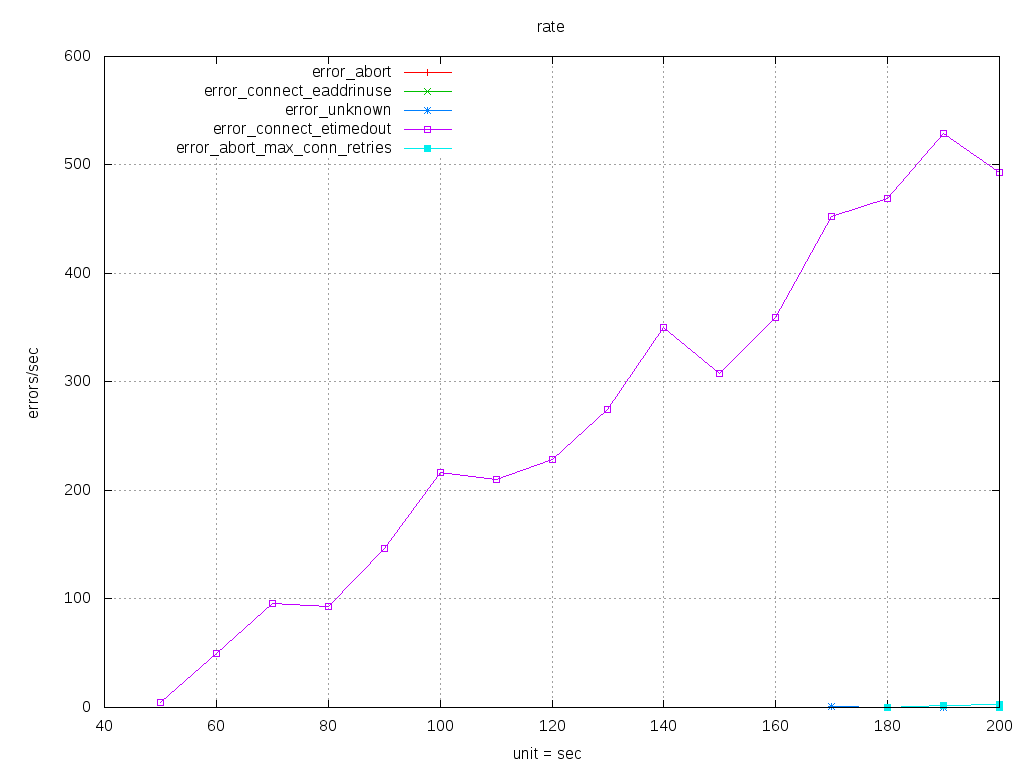 rate
600
500
400
300
200
100
0
errors/sec
error_abort
error_connect_eaddrinuse
error_unknown
error_connect_etimedout
error_abort_max_conn_retries
40 60 80 100 120 140 160 180 200
unit = sec